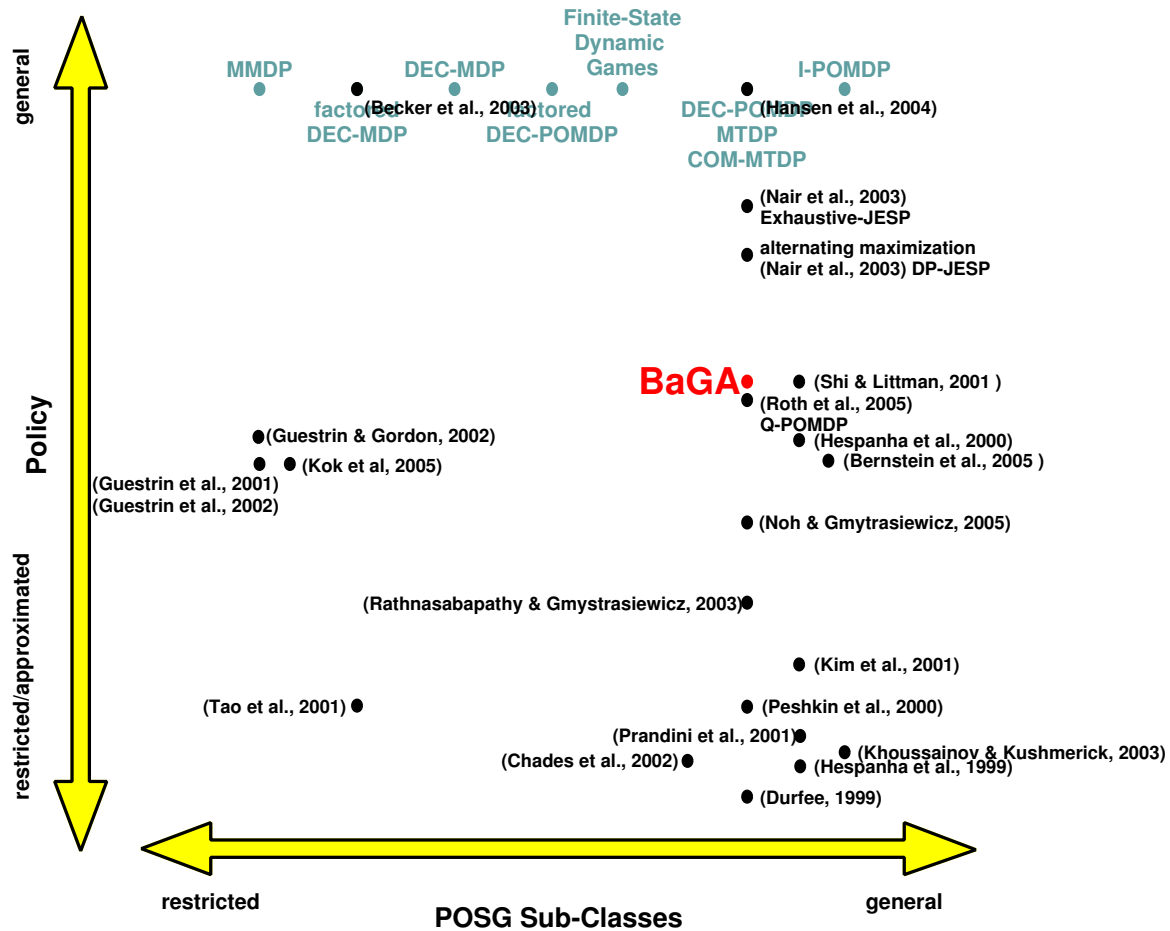 Finite-State
Dynamic
Games
MMDP
DEC-MDP
I-POMDP
general
factored
DEC-MDP
(Becker et al., 2003)
factored
DEC-POMDP
DEC-POMDP
MTDP
COM-MTDP
(Hansen et al., 2004)
(Nair et al., 2003)
Exhaustive-JESP
alternating maximization
(Nair et al., 2003) DP-JESP
BaGA
(Shi & Littman, 2001 )
(Roth et al., 2005)
Q-POMDP
Policy
(Guestrin & Gordon, 2002)
(Hespanha et al., 2000)
(Kok et al, 2005)
(Bernstein et al., 2005 )
(Guestrin et al., 2001)
(Guestrin et al., 2002)
(Noh & Gmytrasiewicz, 2005)
restricted/approximated
(Rathnasabapathy & Gmystrasiewicz, 2003)
(Kim et al., 2001)
(Tao et al., 2001)
(Peshkin et al., 2000)
(Prandini et al., 2001)
(Khoussainov & Kushmerick, 2003)
(Chades et al., 2002)
(Hespanha et al., 1999)
(Durfee, 1999)
restricted
general
POSG Sub-Classes